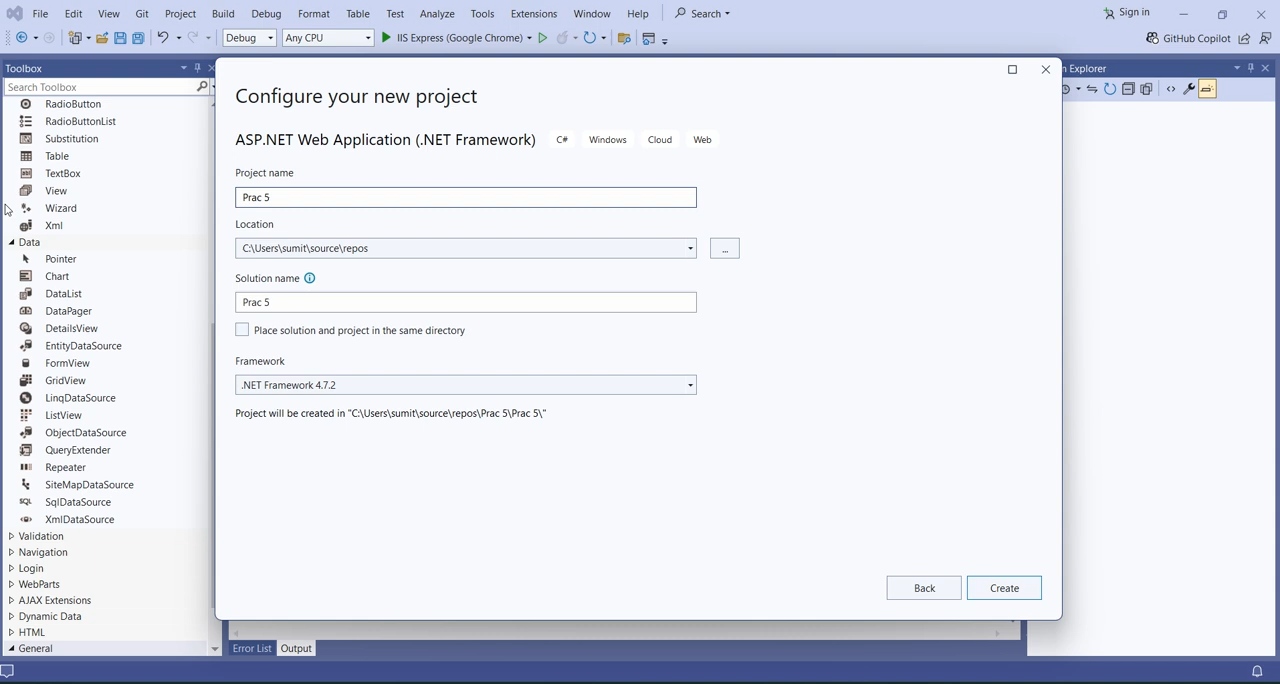 File Edit View Git Project Build Debug Format Table Test Analyze Tools Extensions Window Help Search Sign in
Debug Any CPU IIS Express (Google Chrome) GitHub Copilot
Toolbox
Search Toolbox
RadioButton
RadioButtonList
Substitution
Table
TextBox
View
Wizard
Xml
Data
Pointer
Chart
DataList
DataPager
DetailsView
EntityDataSource
FormView
GridView
LinqDataSource
ListView
ObjectDataSource
QueryExtender
Repeater
SiteMapDataSource
SQL SqlDataSource
XmlDataSource
Validation
Navigation
Login
WebParts
AJAX Extensions
Dynamic Data
HTML
General
Configure your new project
ASP.NET Web Application (.NET Framework) C# Windows Cloud Web
Project name
Prac 5
Location
C:\Users\sumit\source\repos
...
Solution name
Prac 5
Place solution and project in the same directory
Framework
.NET Framework 4.7.2
Project will be created in "C:\Users\sumit\source\repos\Prac 5\Prac 5\"
Back Create
n Explorer
Error List Output